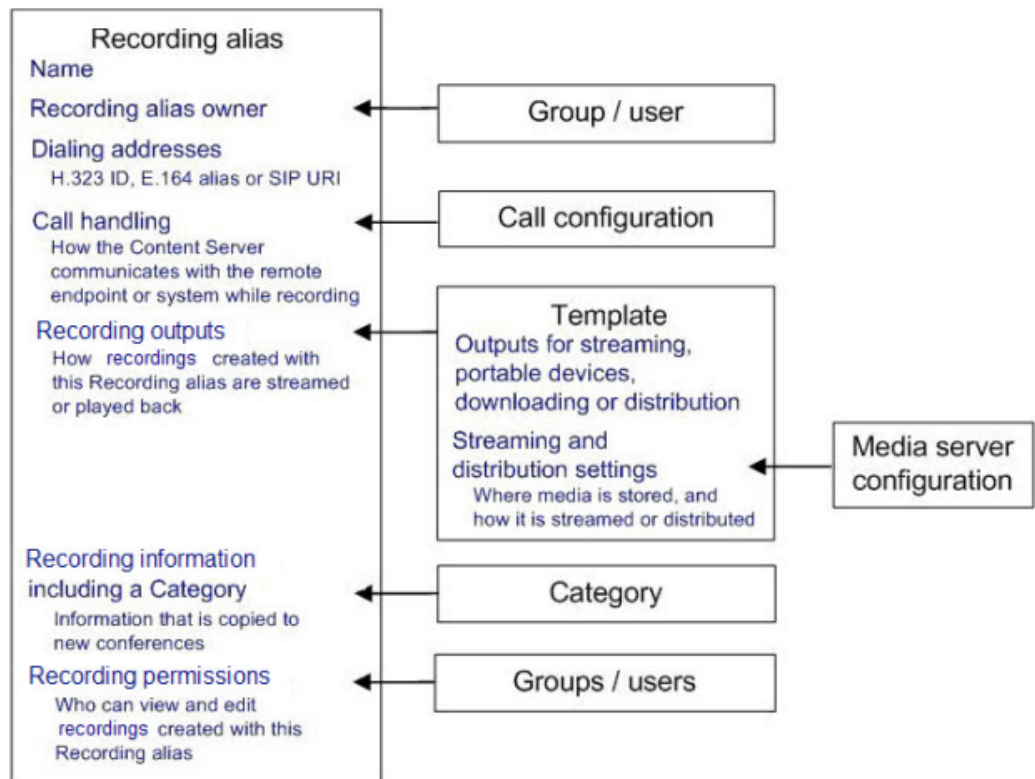 Recording alias
Name
Recording alias owner
Dialing addresses
H.323 ID, E.164 alias or SIP URI
Call handling
How the Content Server
communicates with the remote
endpoint or system while recording
Recording outputs
How recordings created with
this Recording alias are streamed
or played back
Recording information
including a Category
Information that is copied to
new conferences
Recording permissions
Who can view and edit
recordings created with this
Recording alias
Group / user
Call configuration
Template
Outputs for streaming,
portable devices,
downloading or distribution
Streaming and
distribution settings
Where media is stored, and
how it is streamed or distributed
Media server
configuration
Category
Groups / users